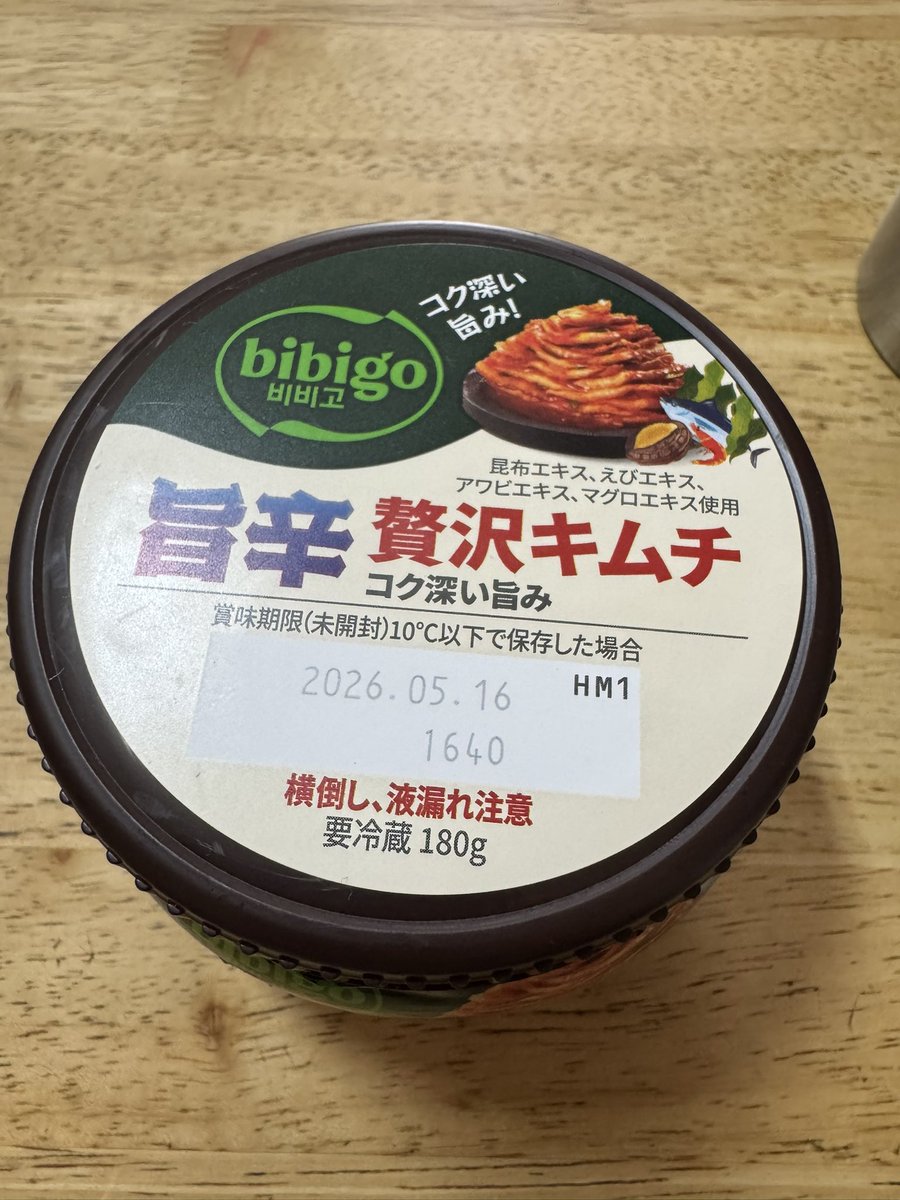 コク深い
旨み!
bibigo
비비고
昆布エキス、えびエキス、
アワビエキス、マグロエキス使用
旨辛 贅沢キムチ
コク深い旨み
賞味期限(未開封)10℃以下で保存した場合
2026.05.16 HM1
1640
横倒し、液漏れ注意
要冷蔵 180g
bibigo